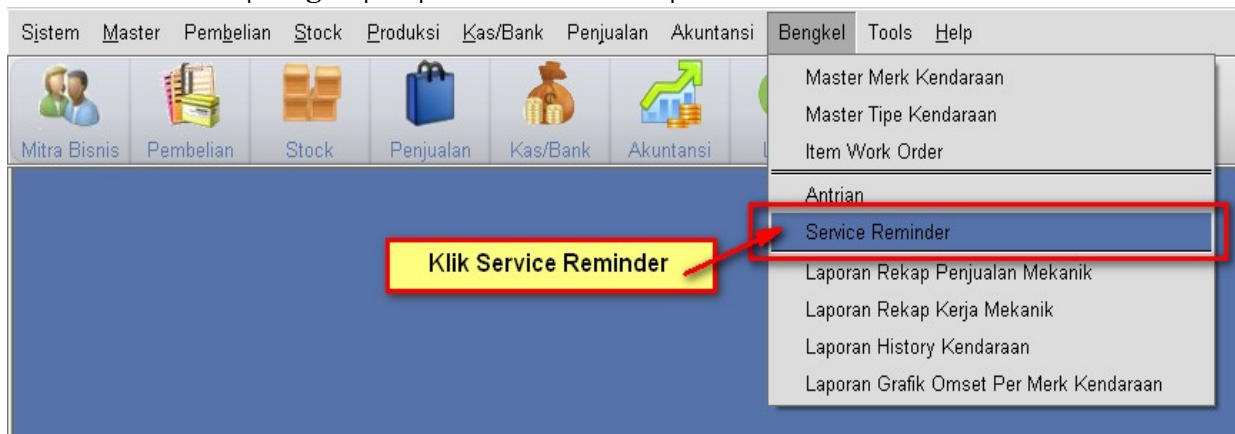 Sistem Master Pembelian Stock Produksi Kas/Bank Penjualan Akuntansi Bengkel Tools Help
Mitra Bisnis Pembelian Stock Penjualan Kas/Bank Akuntansi
Master Merk Kendaraan
Master Tipe Kendaraan
Item Work Order
Antrian
Service Reminder
Klik Service Reminder
Laporan Rekap Penjualan Mekanik
Laporan Rekap Kerja Mekanik
Laporan History Kendaraan
Laporan Grafik Omset Per Merk Kendaraan